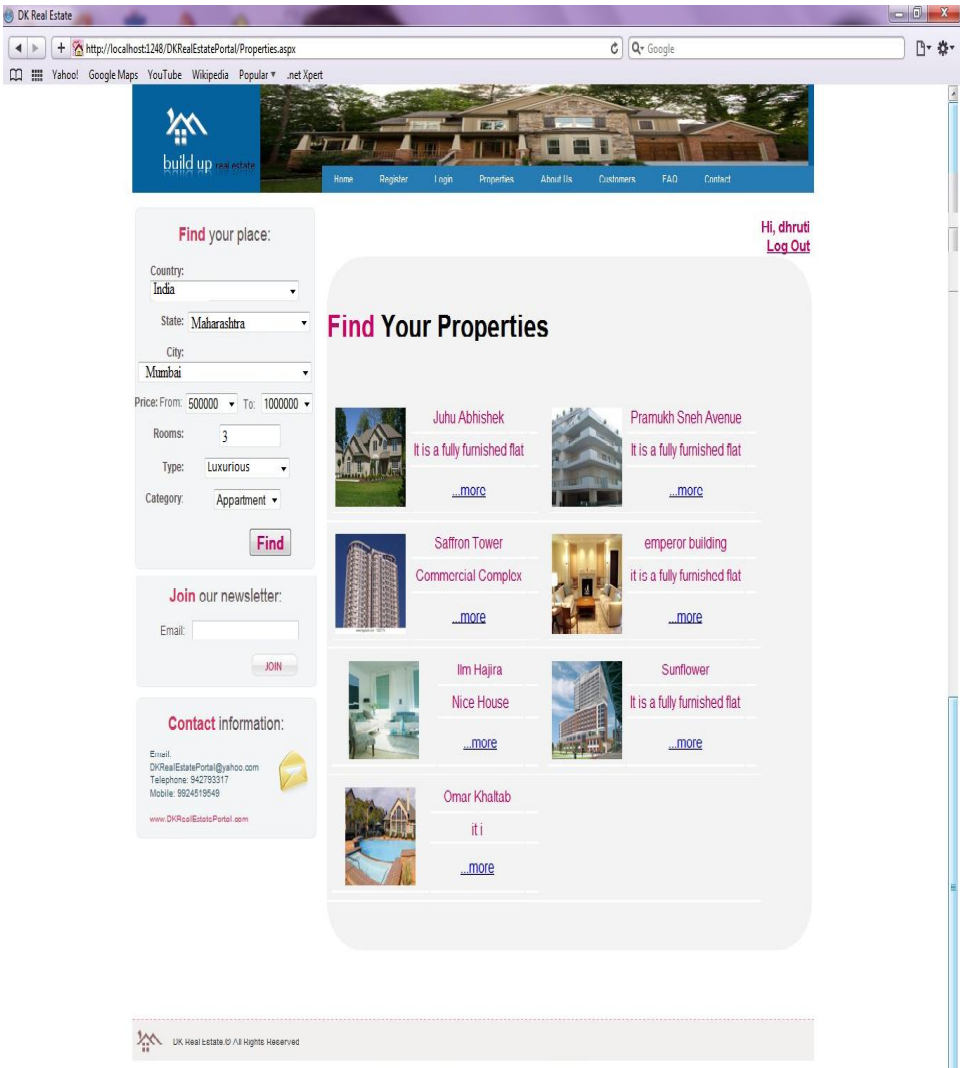 DK Real Estate
http://localhost:1248/DKRealEstatePortal/Properties.aspx
Google
Yahoo! Google Maps YouTube Wikipedia Popular .net Xpert
build up real estate
Home Register Login Properties About Us Customers FAQ Contact
Hi, dhruti
Log Out
Find your place:
Country:
India
State: Maharashtra
City:
Mumbai
Price: From: 500000 To: 1000000
Rooms: 3
Type: Luxurious
Category: Appartment
Find
Join our newsletter:
Email:
JOIN
Contact information:
Email:
DKRealEstatePortal@yahoo.com
Telephone: 942793317
Mobile: 9924519549
www.DKRealEstatePortal.com
Find Your Properties
Juhu Abhishek
It is a fully furnished flat
...more
Pramukh Sneh Avenue
It is a fully furnished flat
...more
Saffron Tower
Commercial Complex
...more
emperor building
it is a fully furnished flat
...more
Ilm Hajira
Nice House
...more
Sunflower
It is a fully furnished flat
...more
Omar Khaltab
it i
...more
DK Real Estate.© All Rights Reserved